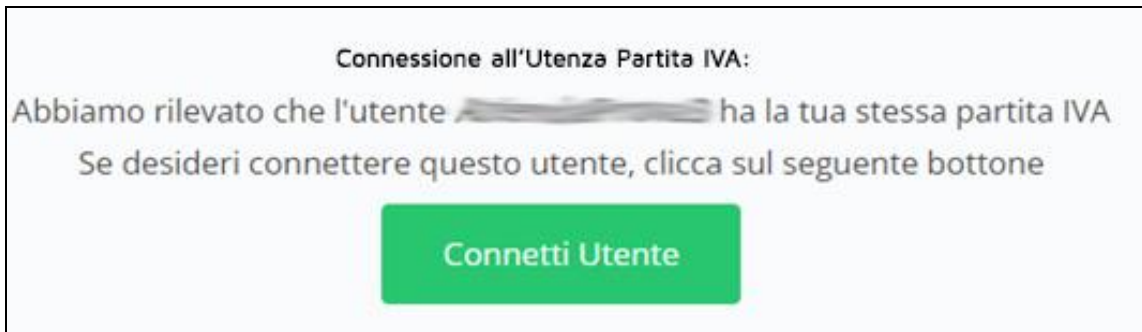 Connessione all'Utenza Partita IVA:
Abbiamo rilevato che l'utente ha la tua stessa partita IVA
Se desideri connettere questo utente, clicca sul seguente bottone
Connetti Utente